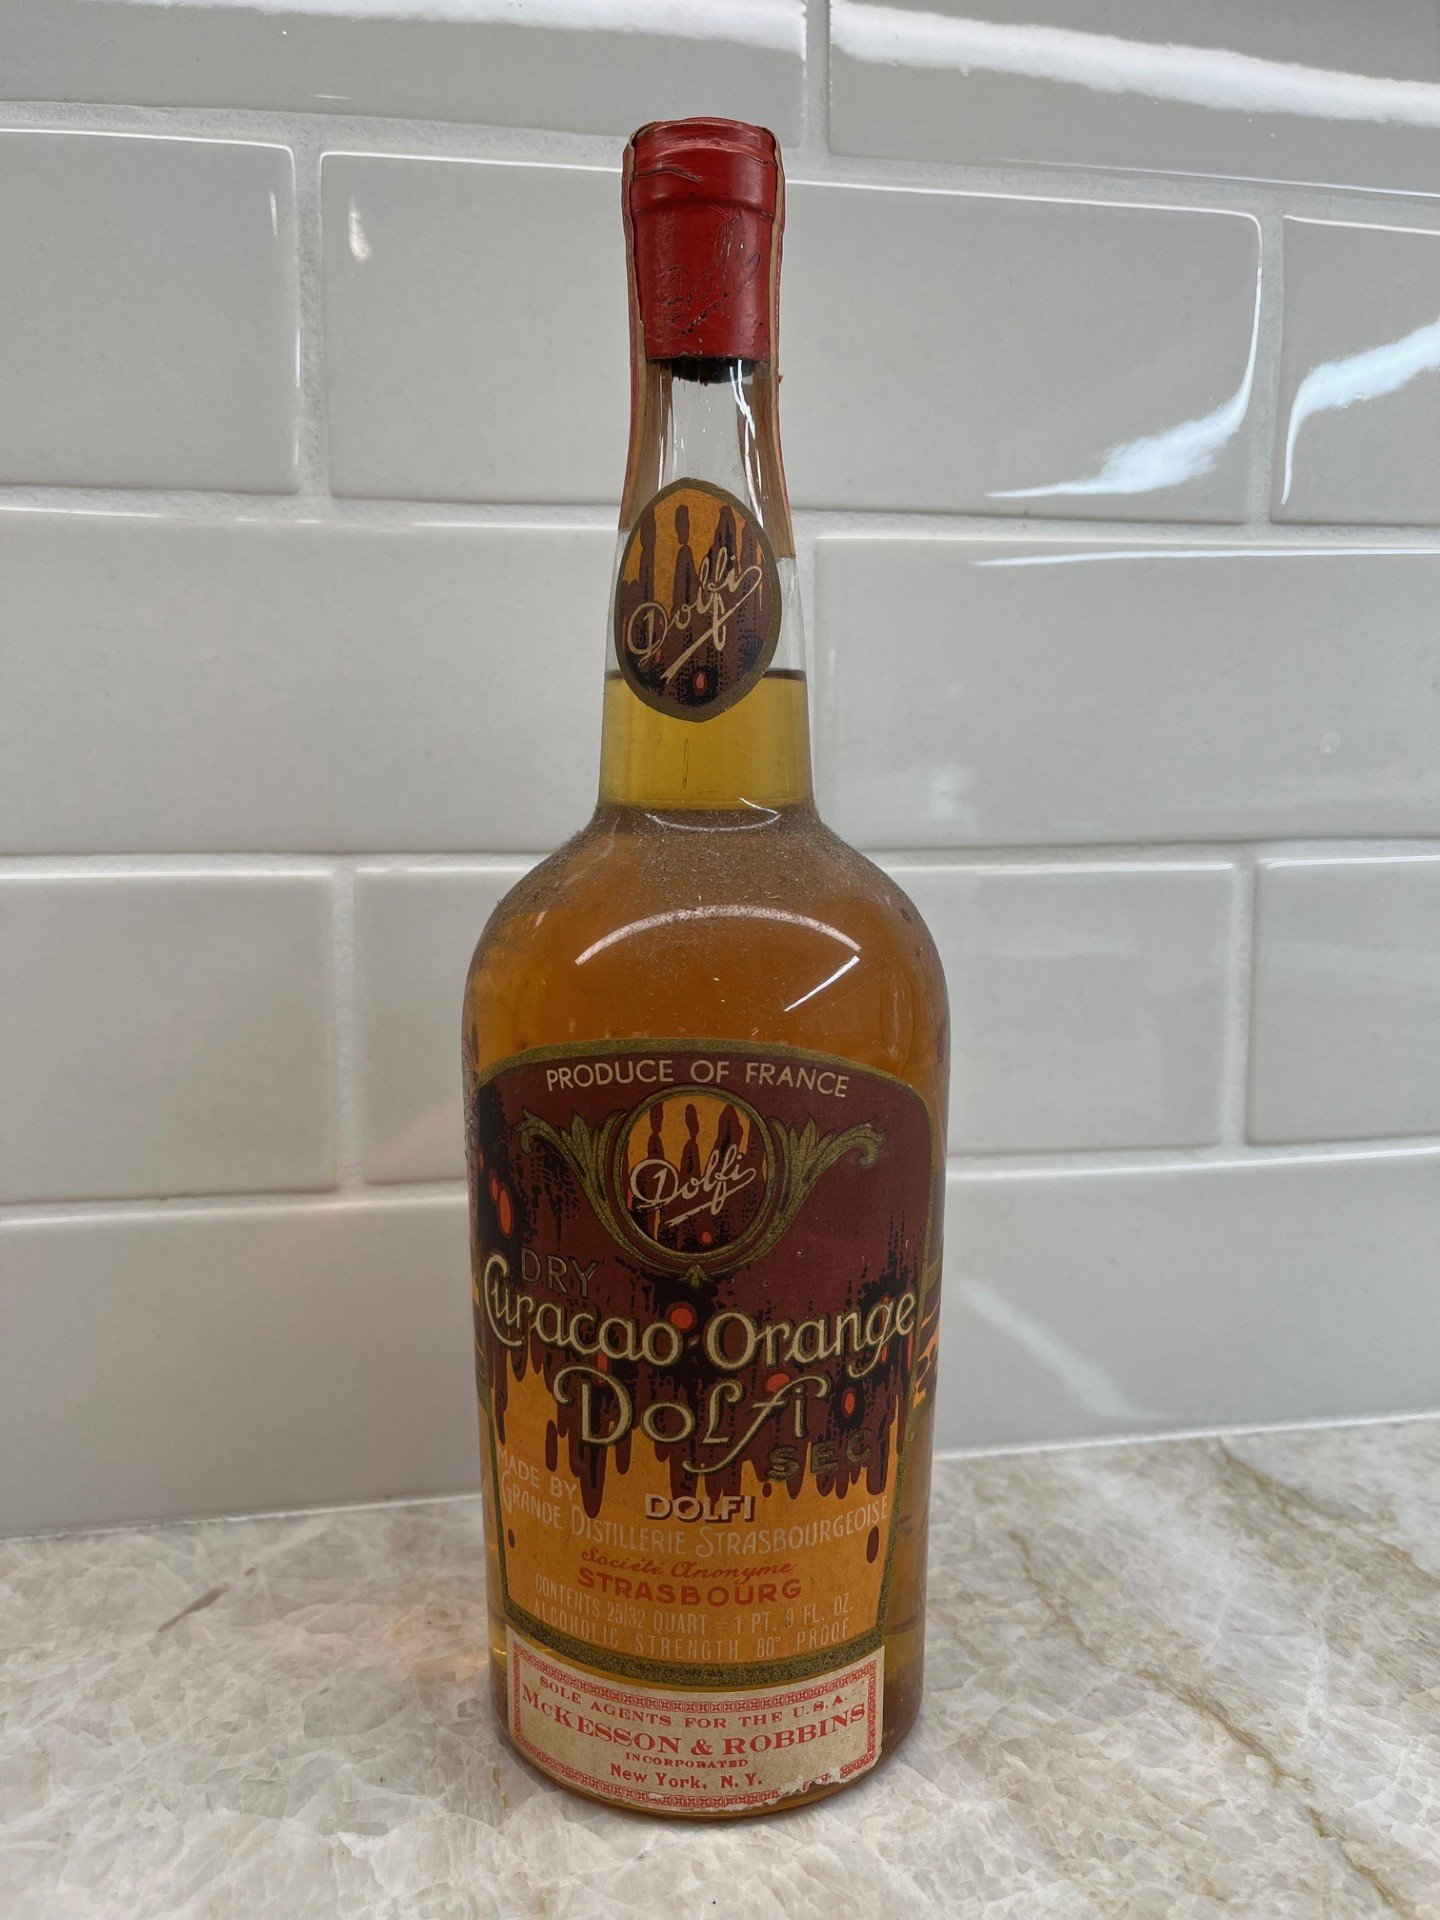 Dolfi
PRODUCE OF FRANCE
Dolfi
DRY
Curacao-Orange
Dolfi
SEC
MADE BY
DOLFI
GRANDE DISTILLERIE STRASBOURGEOISE
Société Anonyme
STRASBOURG
CONTENTS 25/32 QUART = 1 PT. 9 FL. OZ.
ALCOHOLIC STRENGTH 80° PROOF
SOLE AGENTS FOR THE U.S.A
McKESSON & ROBBINS
INCORPORATED
New York, N.Y.